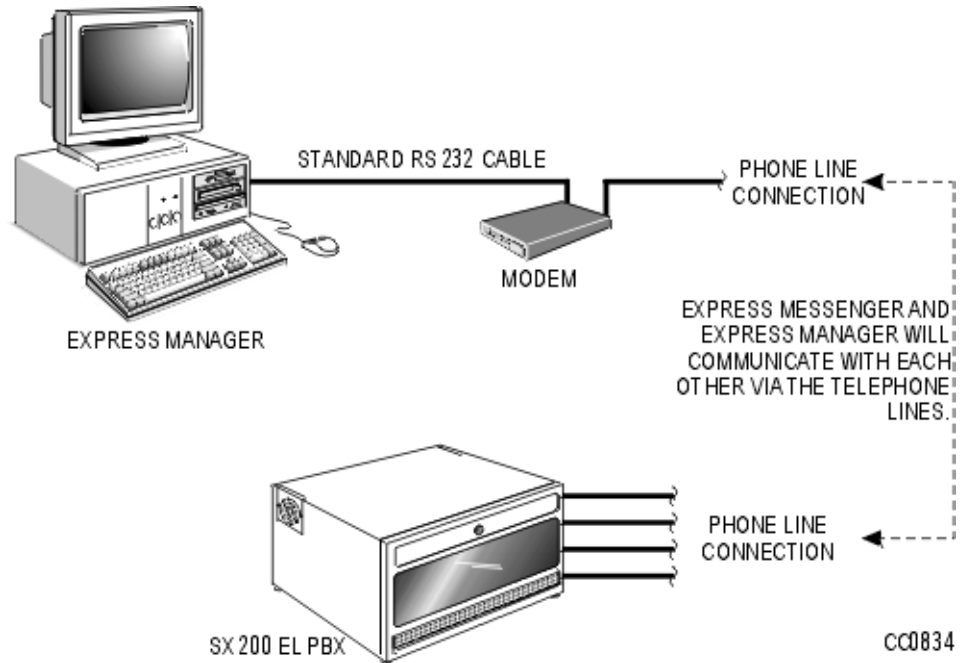 STANDARD RS 232 CABLE
PHONE LINE
CONNECTION
MODEM
EXPRESS MANAGER
EXPRESS MESSENGER AND
EXPRESS MANAGER WILL
COMMUNICATE WITH EACH
OTHER VIA THE TELEPHONE
LINES.
PHONE LINE
CONNECTION
SX 200 EL PBX
CC0834